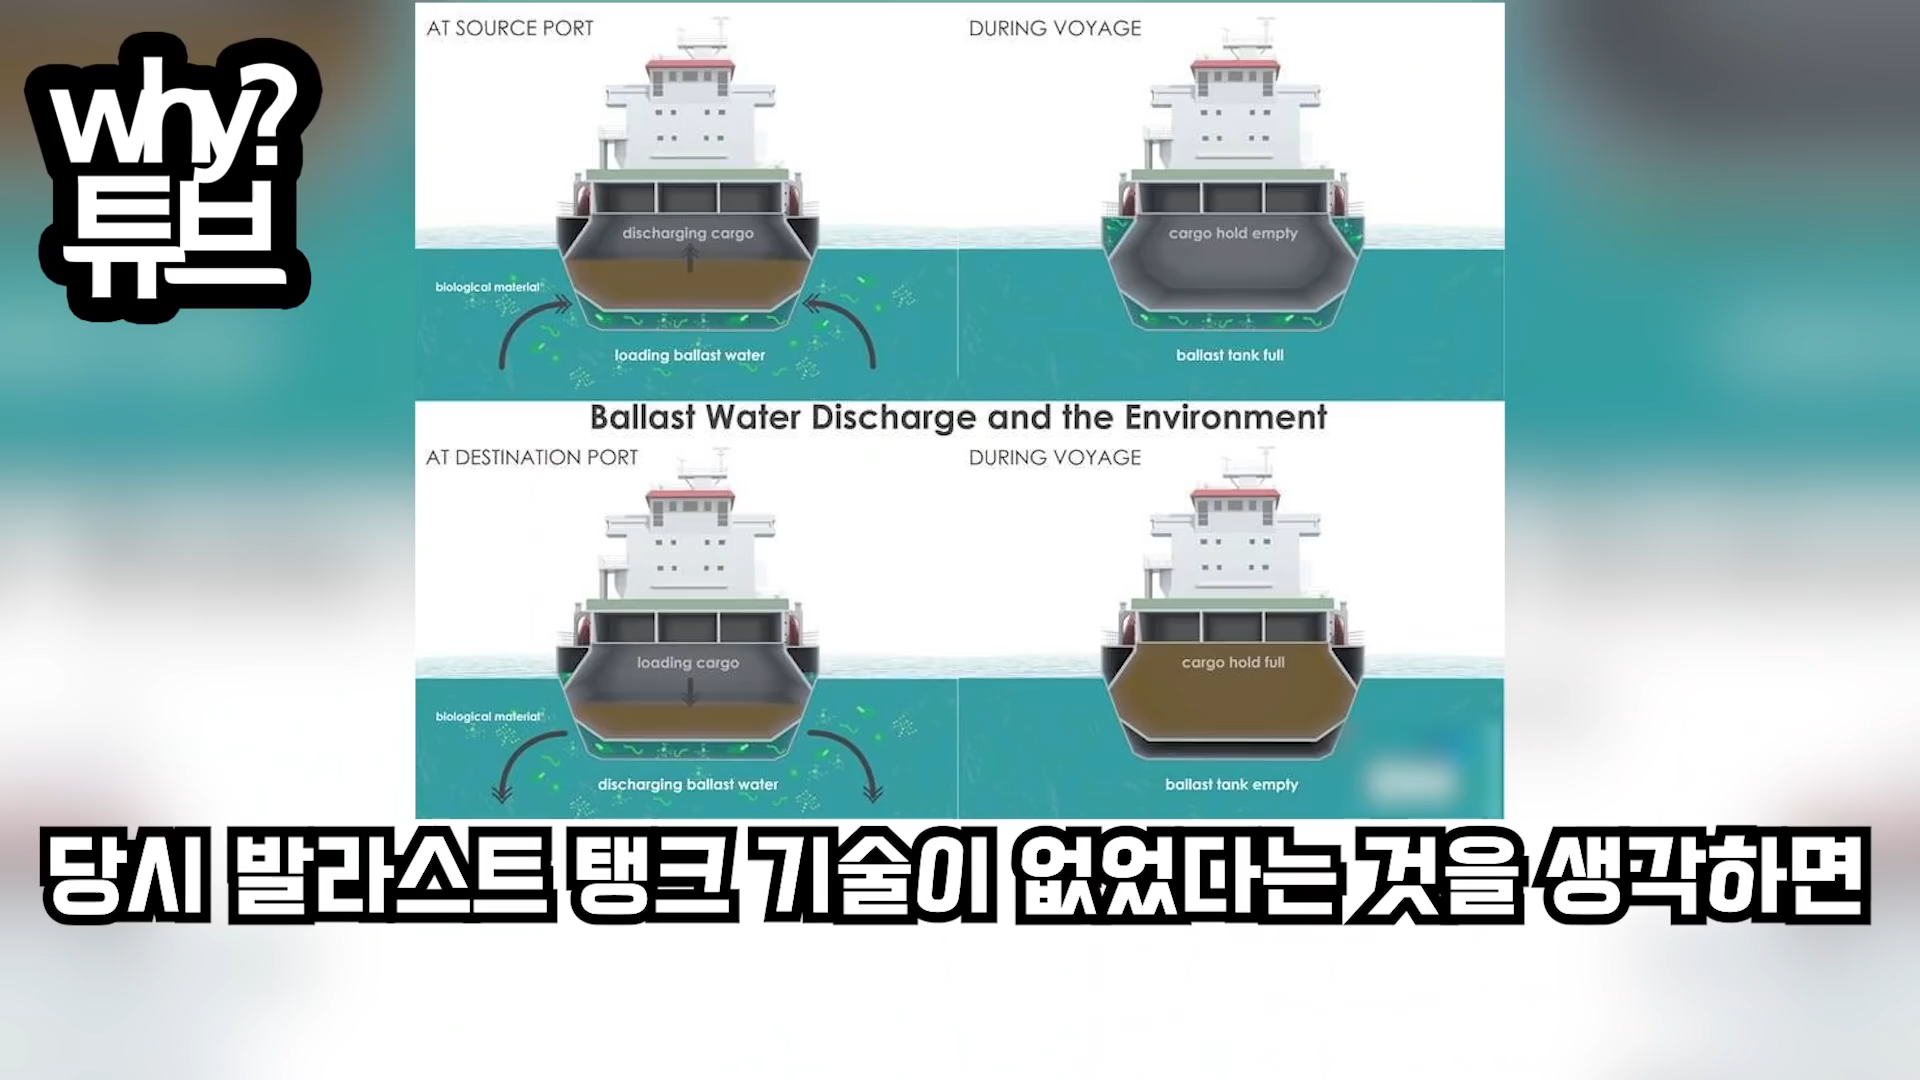 why?
튜브
AT SOURCE PORT
DURING VOYAGE
discharging cargo
cargo hold empty
biological material
loading ballast water
ballast tank full
Ballast Water Discharge and the Environment
AT DESTINATION PORT
DURING VOYAGE
loading cargo
cargo hold full
biological material
discharging ballast water
ballast tank empty
당시 발라스트 탱크 기술이 없었다는 것을 생각하면